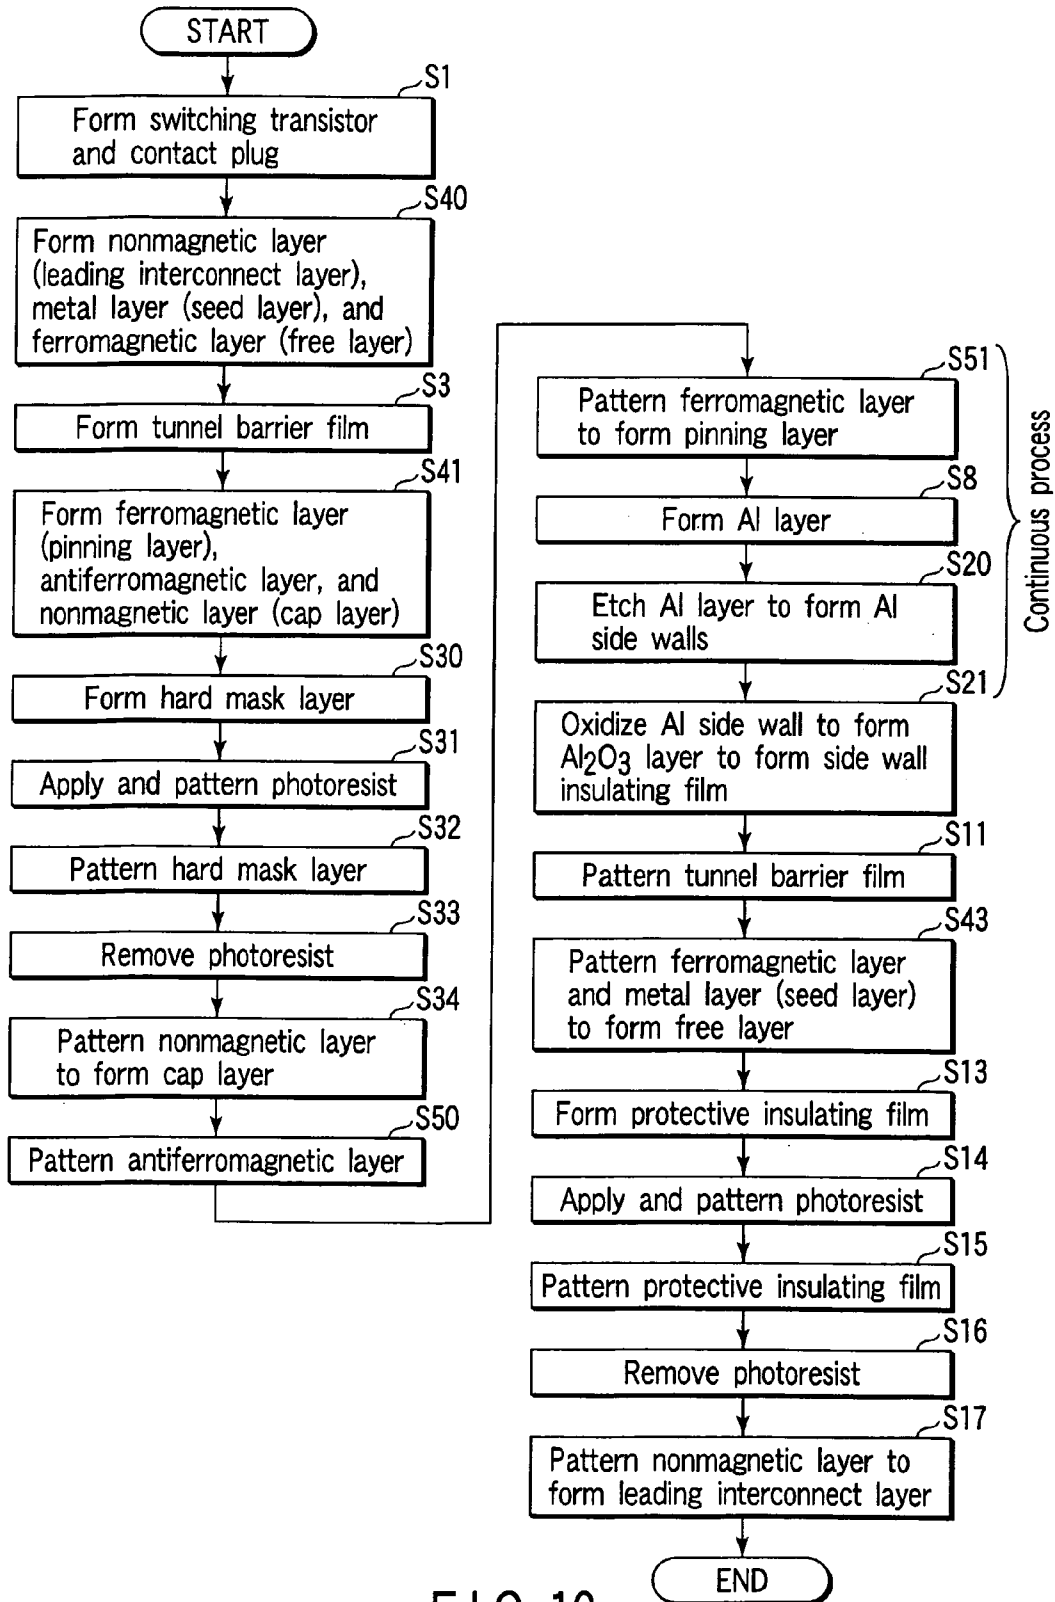 START
S1
Form switching transistor
and contact plug
S40
Form nonmagnetic layer
(leading interconnect layer),
metal layer (seed layer), and
ferromagnetic layer (free layer)
S3
Form tunnel barrier film
S41
Form ferromagnetic layer
(pinning layer),
antiferromagnetic layer, and
nonmagnetic layer (cap layer)
S30
Form hard mask layer
S31
Apply and pattern photoresist
S32
Pattern hard mask layer
S33
Remove photoresist
S34
Pattern nonmagnetic layer
to form cap layer
S50
Pattern antiferromagnetic layer
S51
Pattern ferromagnetic layer
to form pinning layer
S8
Form Al layer
S20
Etch Al layer to form Al
side walls
S21
Continuous process
Oxidize Al side wall to form
Al2O3 layer to form side wall
insulating film
S11
Pattern tunnel barrier film
S43
Pattern ferromagnetic layer
and metal layer (seed layer)
to form free layer
S13
Form protective insulating film
S14
Apply and pattern photoresist
S15
Pattern protective insulating film
S16
Remove photoresist
S17
Pattern nonmagnetic layer to
form leading interconnect layer
END